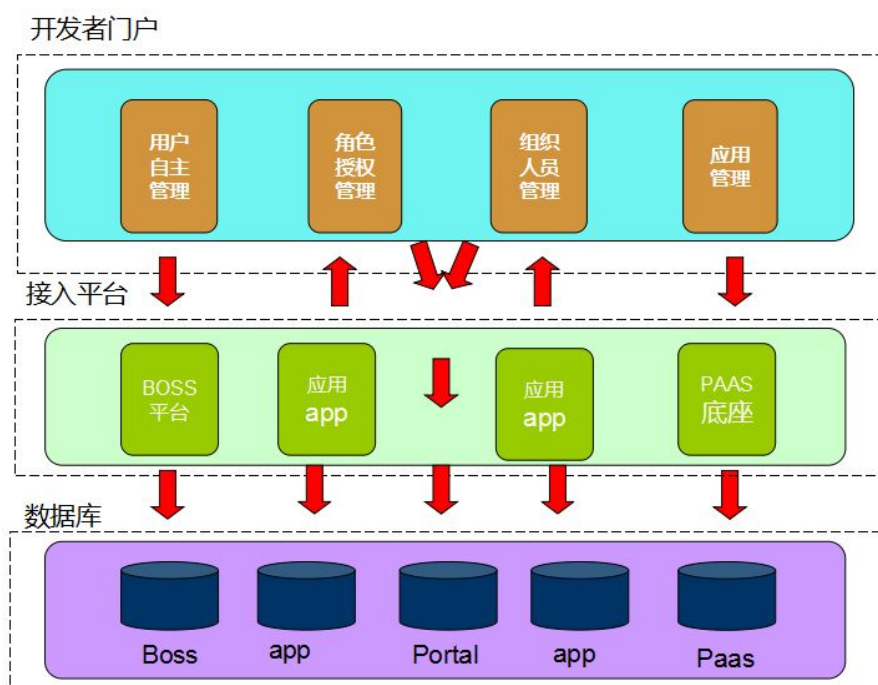 开发者门户
用户
自主
管理
角色
授权
管理
组织
人员
管理
应用
管理
接入平台
BOSS
平台
应用
app
应用
app
PAAS
底座
数据库
Boss
app
Portal
app
Paas